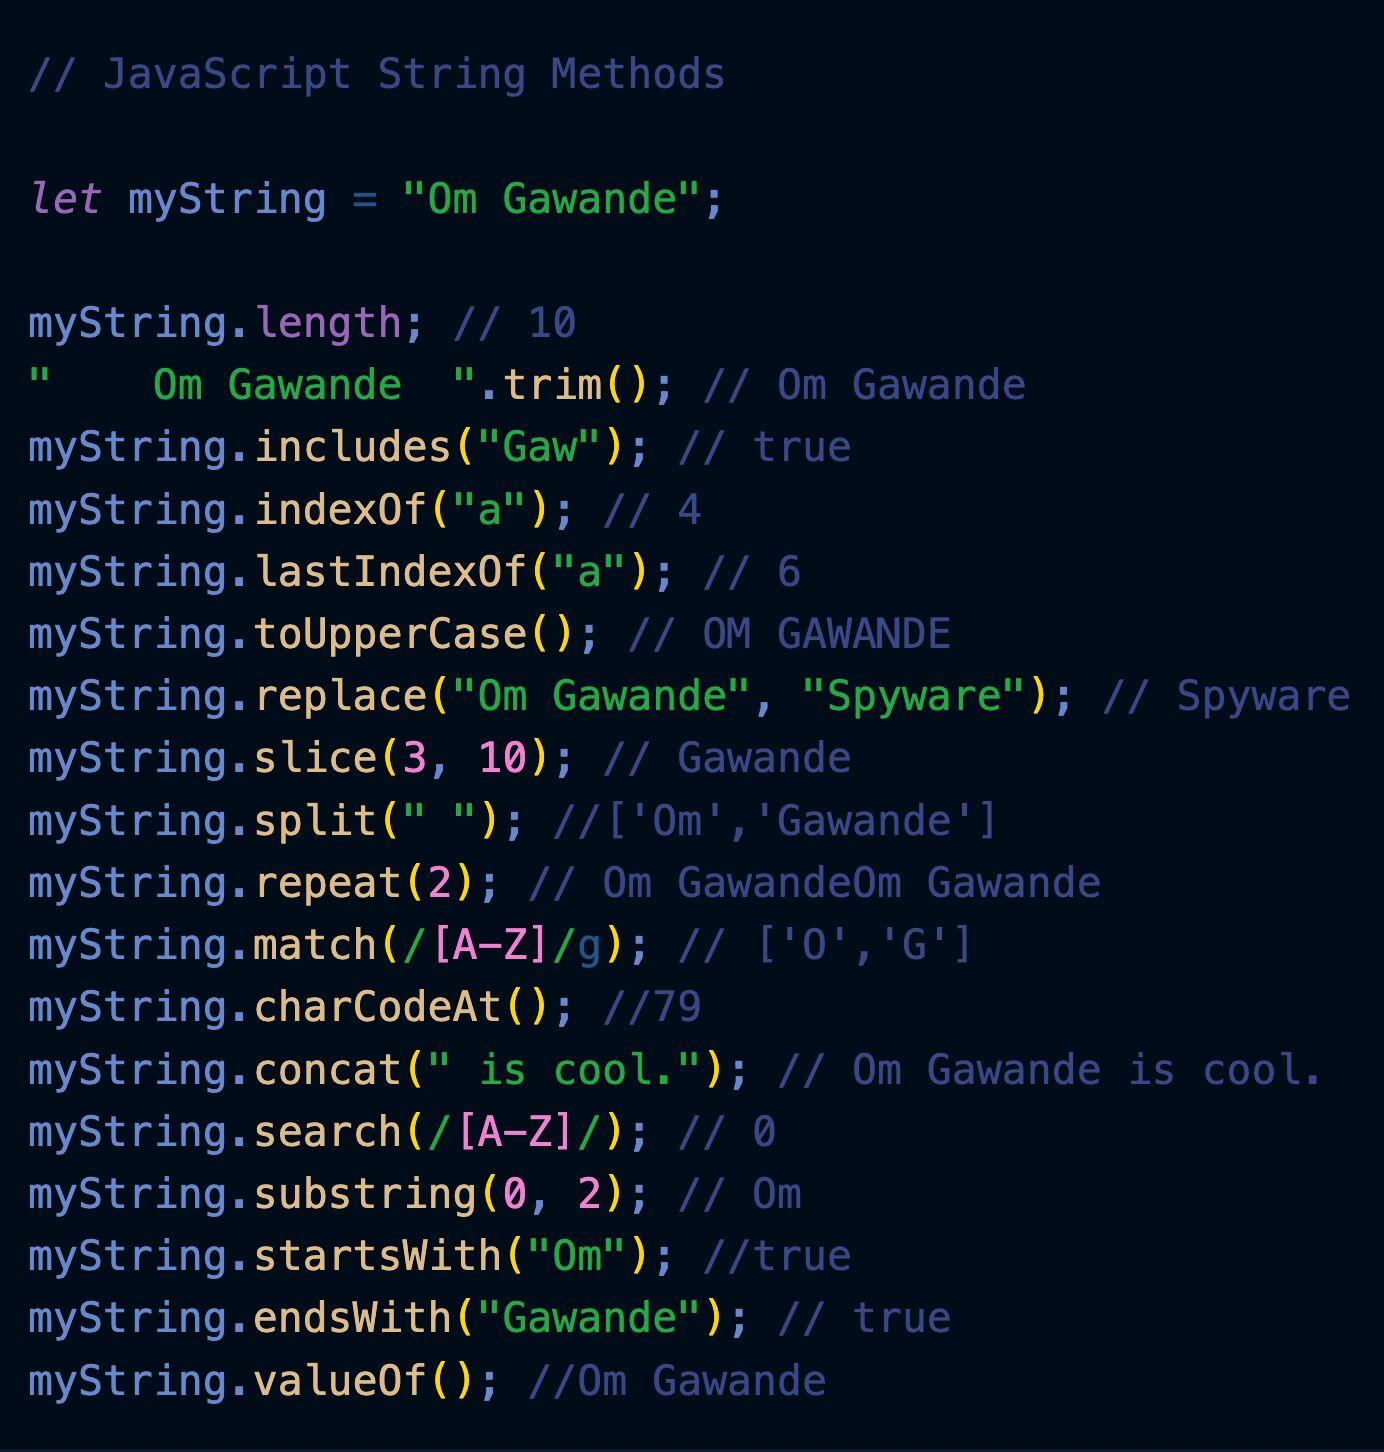 // JavaScript String Methods
let myString = "Om Gawande";
myString.length; // 10
"    Om Gawande  ".trim(); // Om Gawande
myString.includes("Gaw"); // true
myString.indexOf("a"); // 4
myString.lastIndexOf("a"); // 6
myString.toUpperCase(); // OM GAWANDE
myString.replace("Om Gawande", "Spyware"); // Spyware
myString.slice(3, 10); // Gawande
myString.split(" "); //['Om','Gawande']
myString.repeat(2); // Om GawandeOm Gawande
myString.match(/[A-Z]/g); // ['O','G']
myString.charCodeAt(); //79
myString.concat(" is cool."); // Om Gawande is cool.
myString.search(/[A-Z]/); // 0
myString.substring(0, 2); // Om
myString.startsWith("Om"); //true
myString.endsWith("Gawande"); // true
myString.valueOf(); //Om Gawande